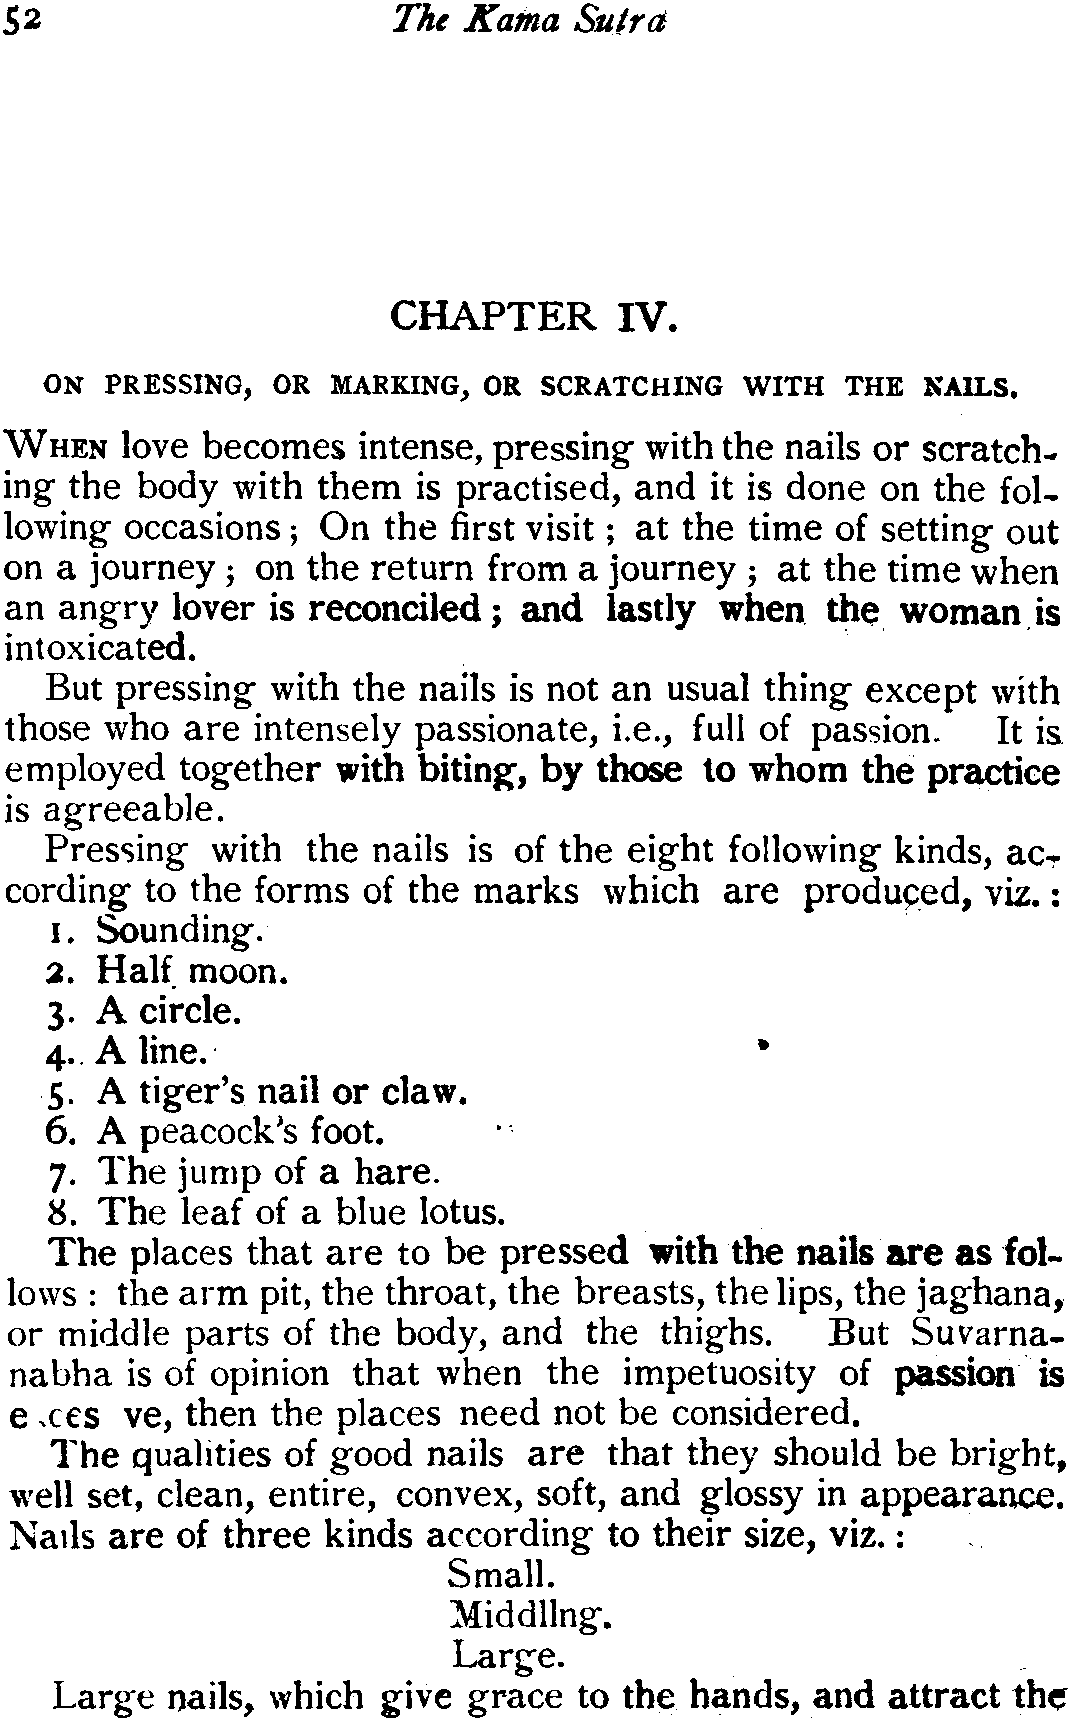 52 The Kama Sutra
CHAPTER IV.
ON PRESSING, OR MARKING, OR SCRATCHING WITH THE NAILS.
WHEN love becomes intense, pressing with the nails or scratch-
ing the body with them is practised, and it is done on the fol-
lowing occasions ; On the first visit ; at the time of setting out
on a journey ; on the return from a journey ; at the time when
an angry lover is reconciled ; and lastly when the woman is
intoxicated.
But pressing with the nails is not an usual thing except with
those who are intensely passionate, i.e., full of passion. It is
employed together with biting, by those to whom the practice
is agreeable.
Pressing with the nails is of the eight following kinds, ac-
cording to the forms of the marks which are produced, viz. :
1. Sounding.
2. Half moon.
3. A circle.
4. A line.
5. A tiger's nail or claw.
6. A peacock's foot.
7. The jump of a hare.
8. The leaf of a blue lotus.
The places that are to be pressed with the nails are as fol-
lows : the arm pit, the throat, the breasts, the lips, the jaghana,
or middle parts of the body, and the thighs. But Suvarna-
nabha is of opinion that when the impetuosity of passion is
e ces ve, then the places need not be considered.
The qualities of good nails are that they should be bright,
well set, clean, entire, convex, soft, and glossy in appearance.
Nails are of three kinds according to their size, viz. :
Small.
Middllng.
Large.
Large nails, which give grace to the hands, and attract the